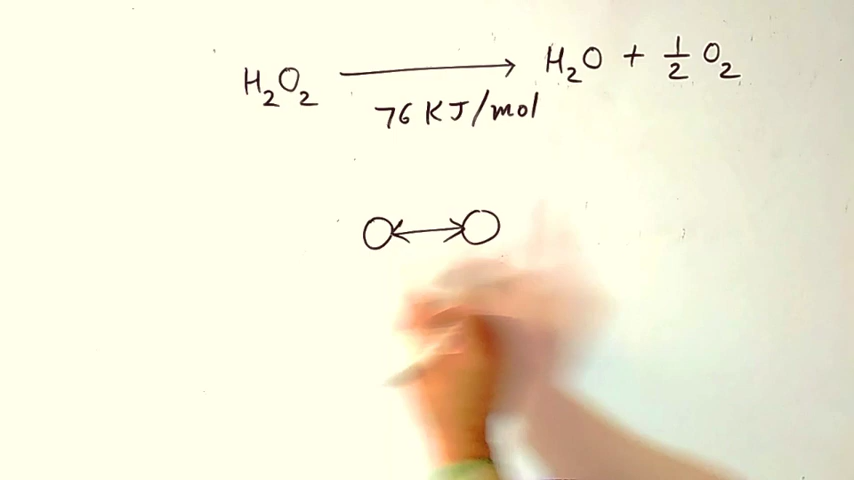 H₂O₂ ⟶ H₂O + ½ O₂
76 KJ/mol